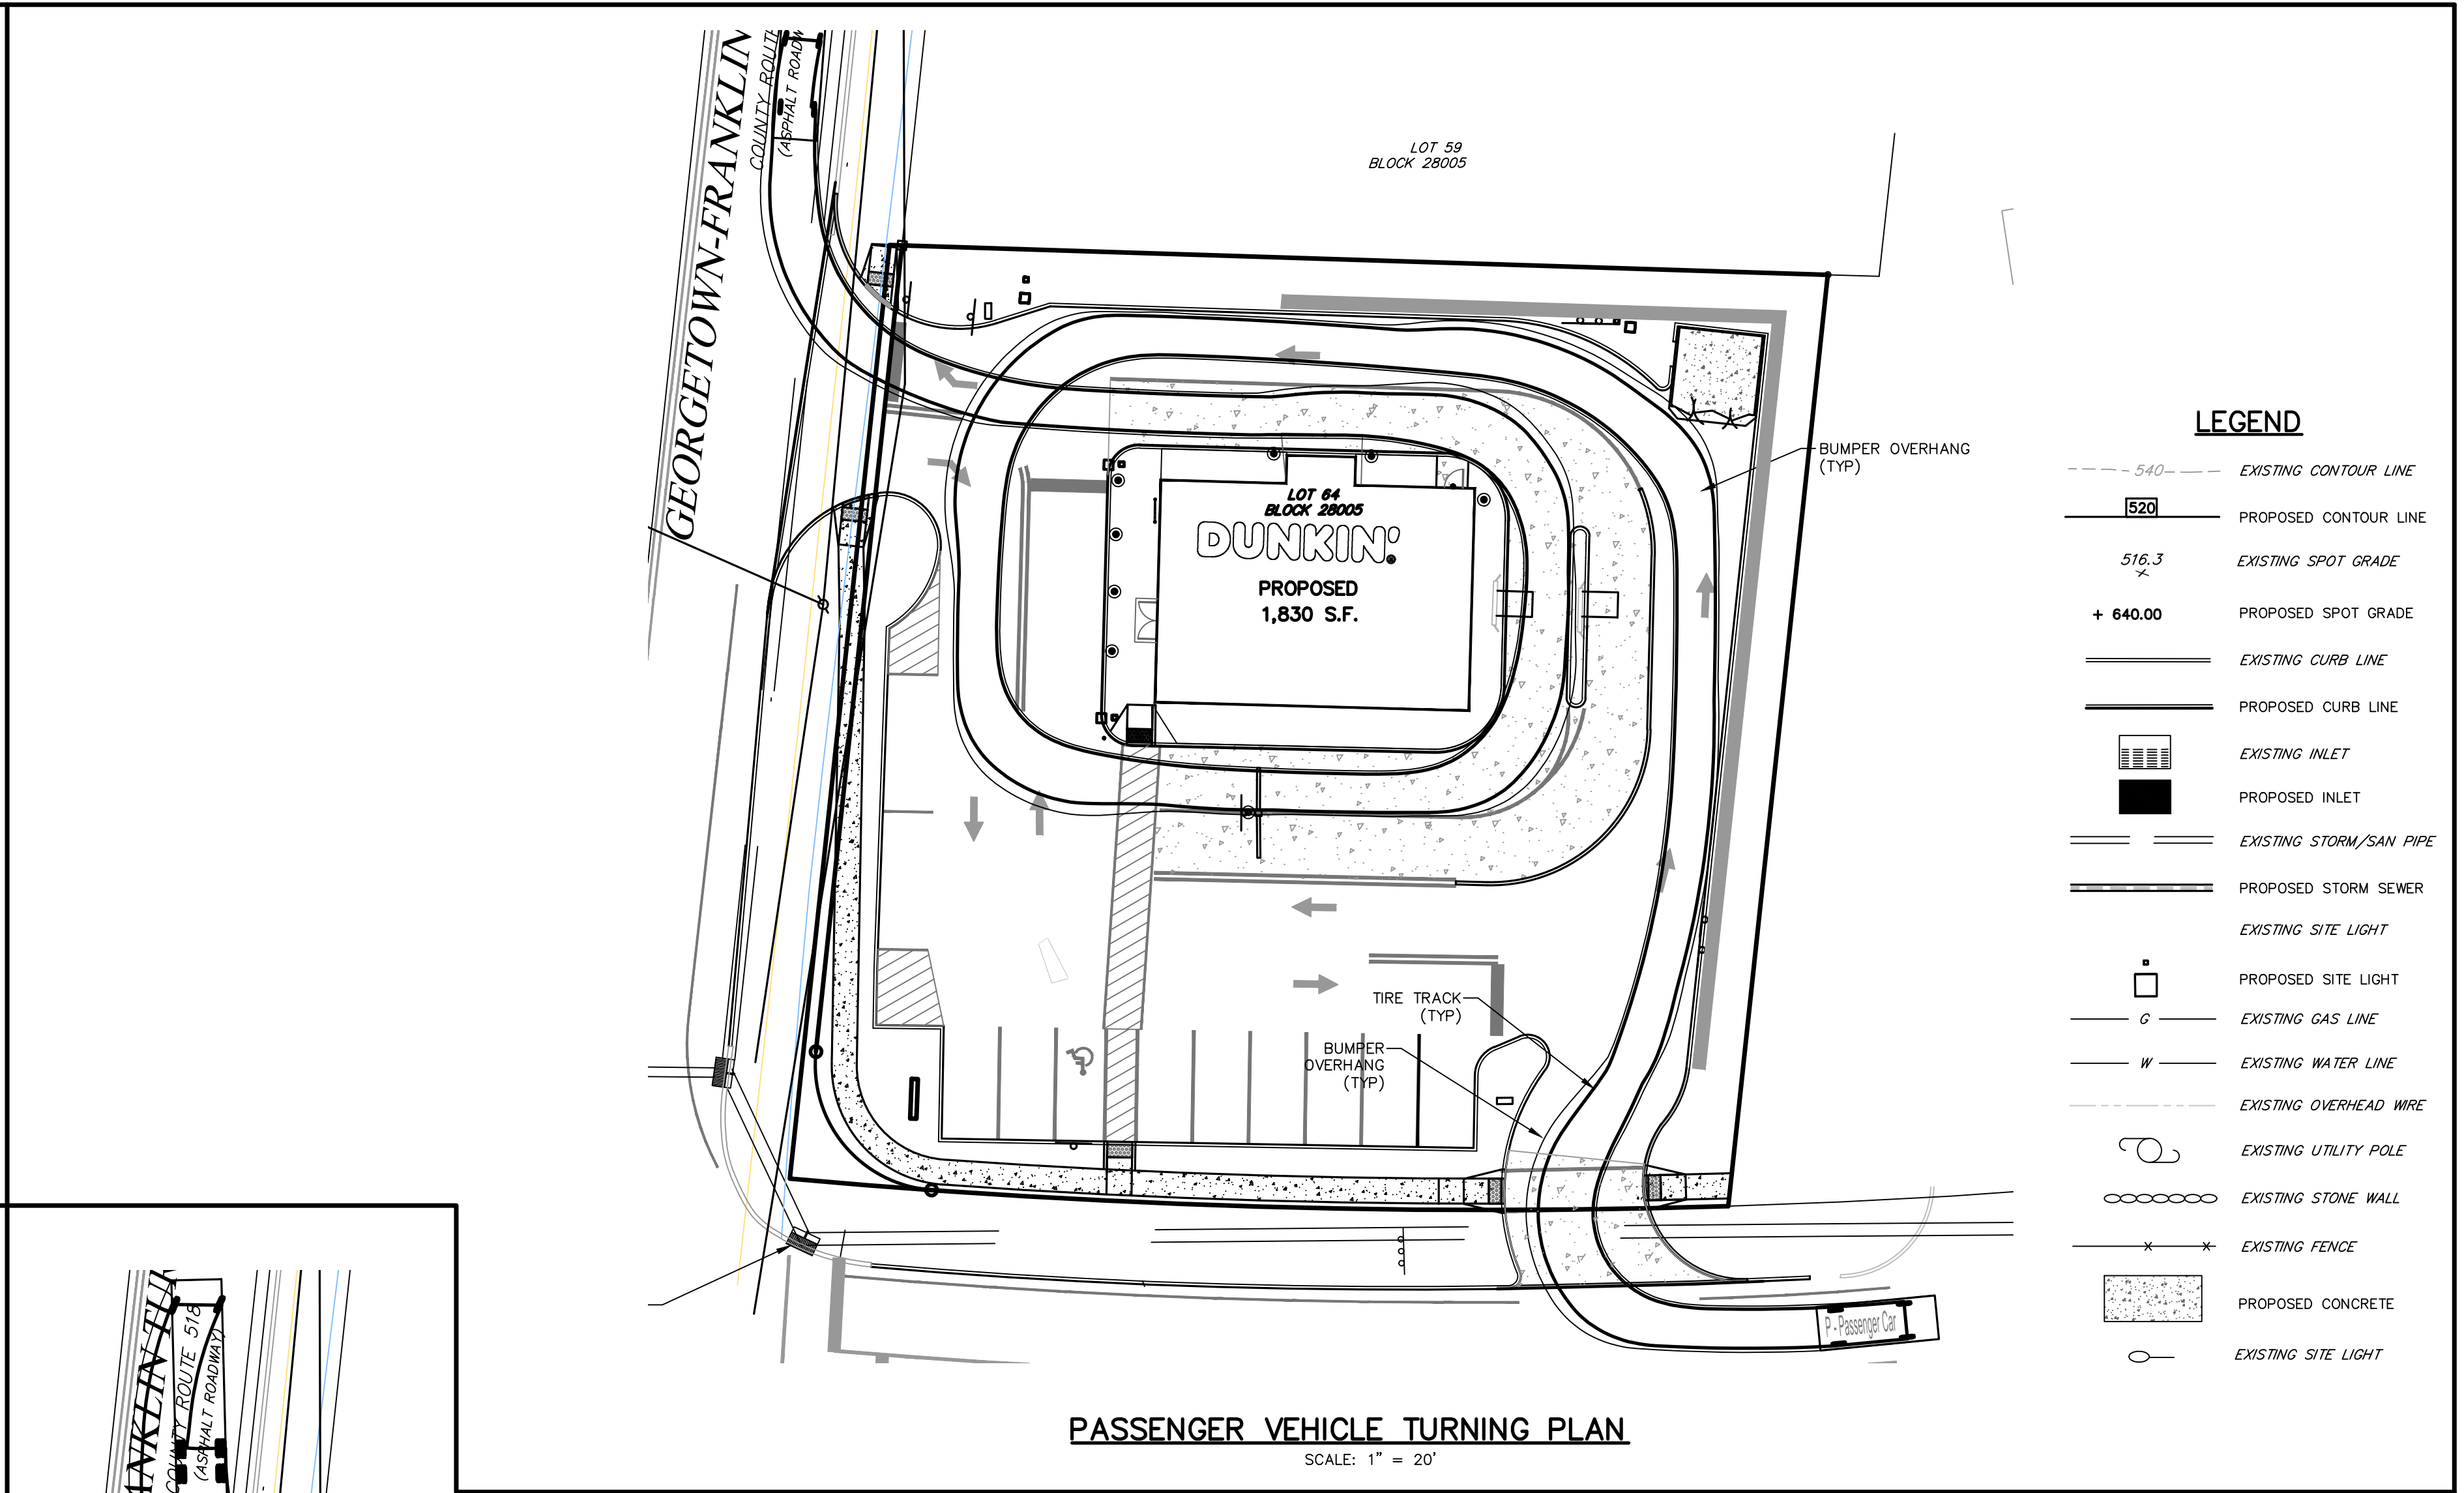 GEORGETOWN-FRANKLIN
COUNTY ROUTE
(ASPHALT ROADW
LOT 59
BLOCK 28005
BUMPER OVERHANG
(TYP)
LOT 64
BLOCK 28005
DUNKIN'
PROPOSED
1,830 S.F.
TIRE TRACK
(TYP)
BUMPER
OVERHANG
(TYP)
P - Passenger Car
LEGEND
540
EXISTING CONTOUR LINE
520
PROPOSED CONTOUR LINE
516.3
EXISTING SPOT GRADE
+ 640.00
PROPOSED SPOT GRADE
EXISTING CURB LINE
PROPOSED CURB LINE
EXISTING INLET
PROPOSED INLET
EXISTING STORM/SAN PIPE
PROPOSED STORM SEWER
EXISTING SITE LIGHT
PROPOSED SITE LIGHT
G
EXISTING GAS LINE
W
EXISTING WATER LINE
EXISTING OVERHEAD WIRE
EXISTING UTILITY POLE
EXISTING STONE WALL
EXISTING FENCE
PROPOSED CONCRETE
EXISTING SITE LIGHT
COUNTY ROUTE 518
(ASPHALT ROADWAY)
PASSENGER VEHICLE TURNING PLAN
SCALE: 1" = 20'